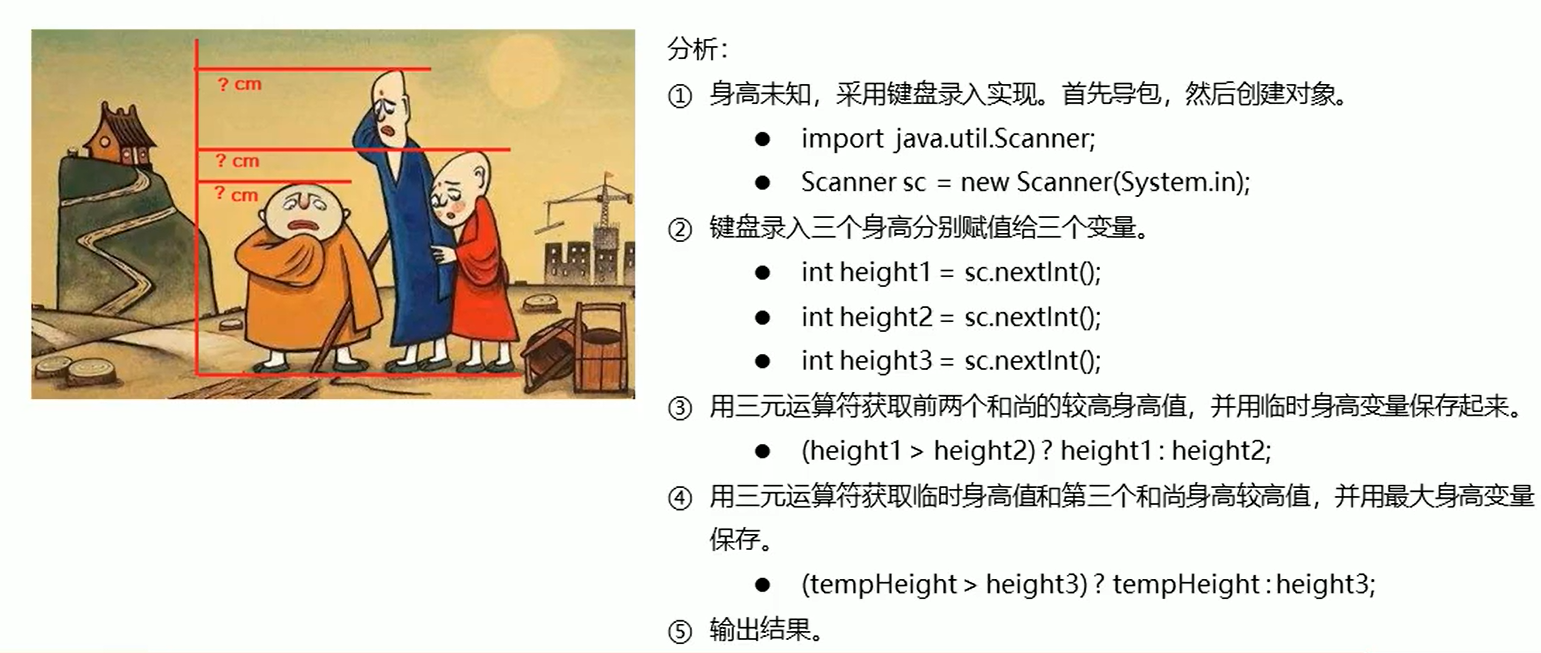 ? cm
? cm
? cm
分析：
① 身高未知，采用键盘录入实现。首先导包，然后创建对象。
● import java.util.Scanner;
● Scanner sc = new Scanner(System.in);
② 键盘录入三个身高分别赋值给三个变量。
● int height1 = sc.nextInt();
● int height2 = sc.nextInt();
● int height3 = sc.nextInt();
③ 用三元运算符获取前两个和尚的较高身高值，并用临时身高变量保存起来。
● (height1 > height2) ? height1 : height2;
④ 用三元运算符获取临时身高值和第三个和尚身高较高值，并用最大身高变量
保存。
● (tempHeight > height3) ? tempHeight : height3;
⑤ 输出结果。